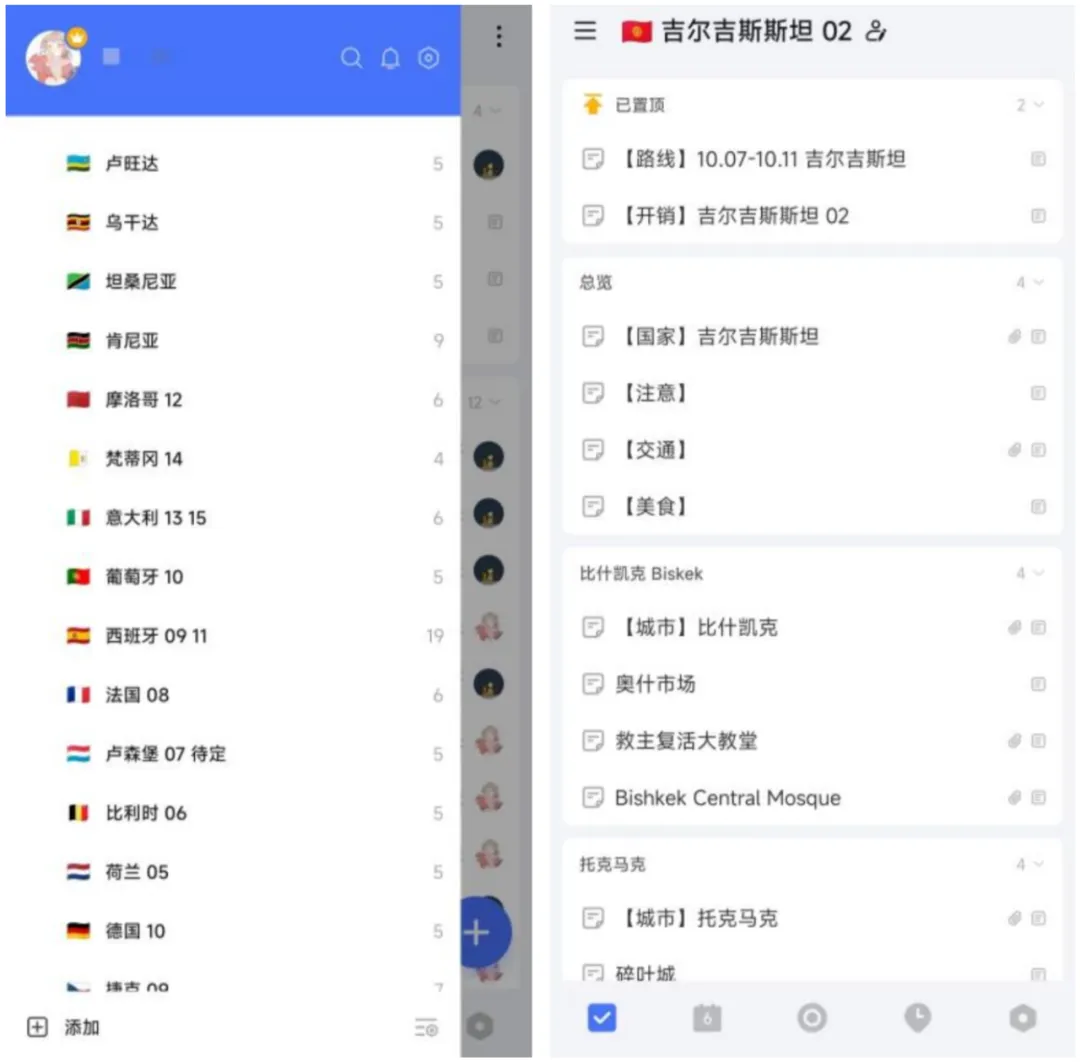 卢旺达 5
乌干达 5
坦桑尼亚 5
肯尼亚 9
摩洛哥 12 6
梵蒂冈 14 4
意大利 13 15 6
葡萄牙 10 5
西班牙 09 11 19
法国 08 6
卢森堡 07 待定 5
比利时 06 5
荷兰 05 5
德国 10 5
捷克 09 7
添加
4
12
吉尔吉斯斯坦 02
已置顶 2
【路线】10.07-10.11 吉尔吉斯坦
【开销】吉尔吉斯斯坦 02
总览 4
【国家】吉尔吉斯斯坦
【注意】
【交通】
【美食】
比什凯克 Biskek 4
【城市】比什凯克
奥什市场
救主复活大教堂
Bishkek Central Mosque
托克马克 4
【城市】托克马克
碎叶城
6